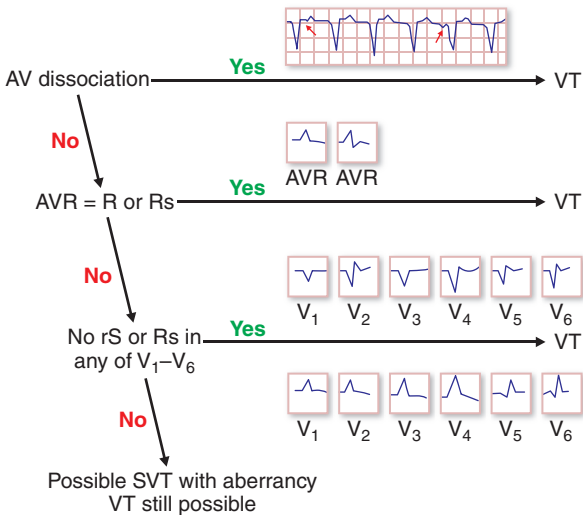 Yes
AV dissociation
VT
No
AVR AVR
Yes
AVR = R or Rs
VT
No
V1 V2 V3 V4 V5 V6
Yes
No rS or Rs in
any of V1–V6
VT
No
V1 V2 V3 V4 V5 V6
Possible SVT with aberrancy
VT still possible